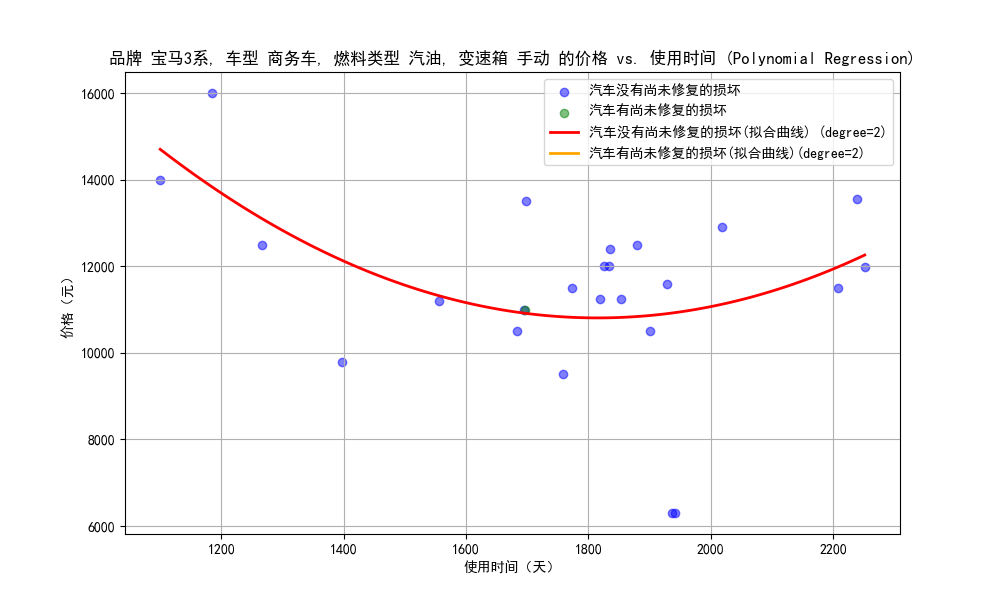 品牌 宝马3系, 车型 商务车, 燃料类型 汽油, 变速箱 手动 的价格 vs. 使用时间 (Polynomial Regression)
汽车没有尚未修复的损坏
汽车有尚未修复的损坏
汽车没有尚未修复的损坏(拟合曲线) (degree=2)
汽车有尚未修复的损坏(拟合曲线)(degree=2)
价格（元）
16000
14000
12000
10000
8000
6000
1200 1400 1600 1800 2000 2200
使用时间（天）